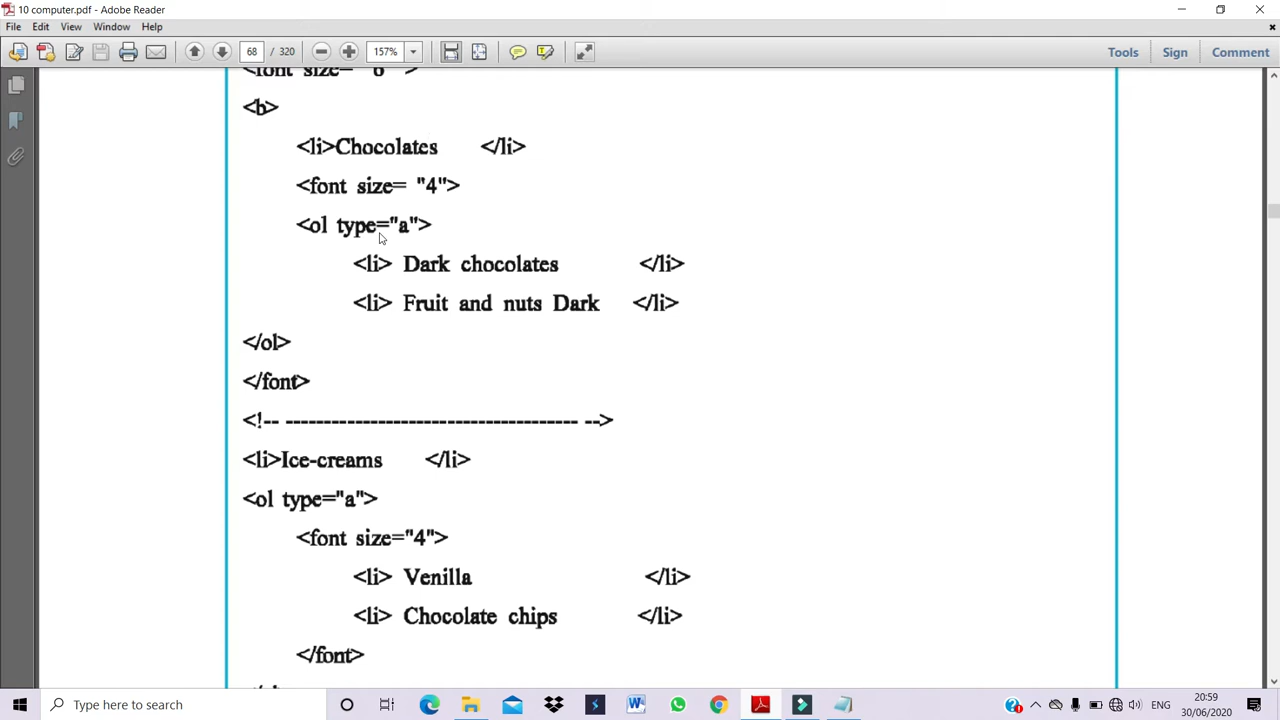 10 computer.pdf - Adobe Reader
File Edit View Window Help
68 / 320 157% Tools Sign Comment
<font size= "6" >
<b>
<li>Chocolates </li>
<font size= "4">
<ol type="a">
<li> Dark chocolates </li>
<li> Fruit and nuts Dark </li>
</ol>
</font>
<!-- ------------------------------------- -->
<li>Ice-creams </li>
<ol type="a">
<font size="4">
<li> Venilla </li>
<li> Chocolate chips </li>
</font>
Type here to search
ENG
20:59
30/06/2020